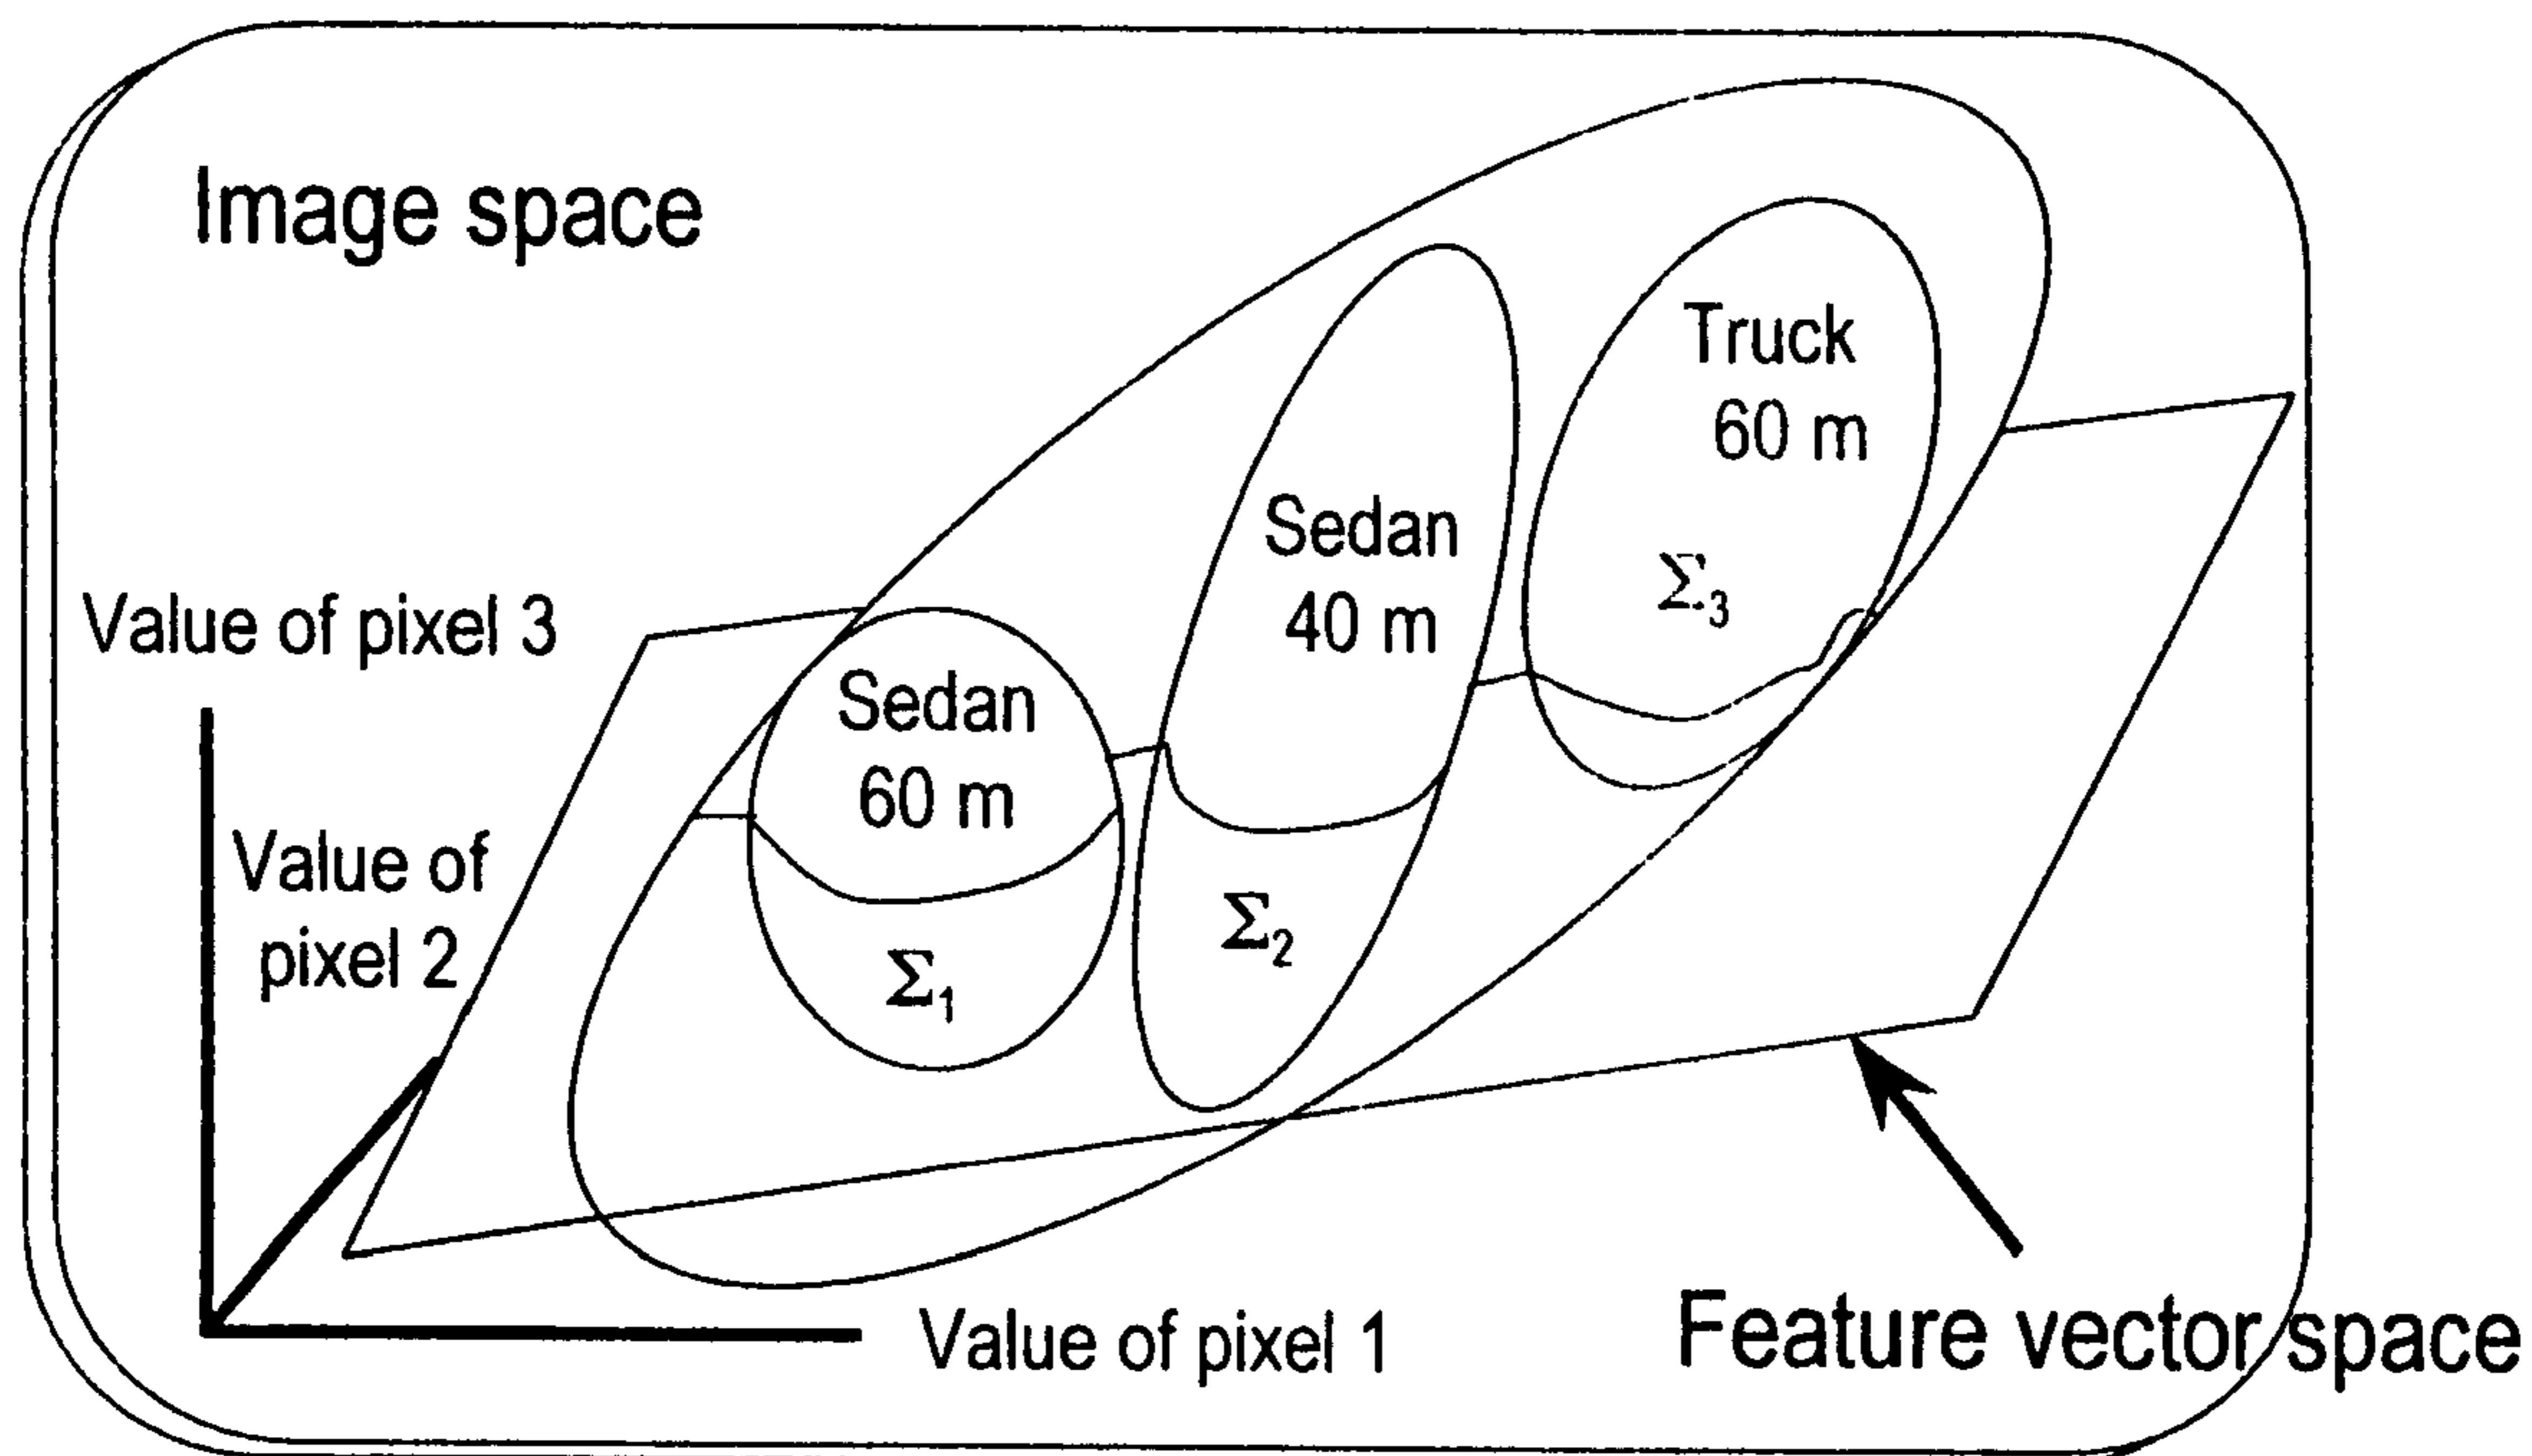 Image space
Truck
60 m
Σ3
Sedan
40 m
Σ2
Sedan
60 m
Σ1
Value of pixel 3
Value of
pixel 2
Value of pixel 1
Feature vector space